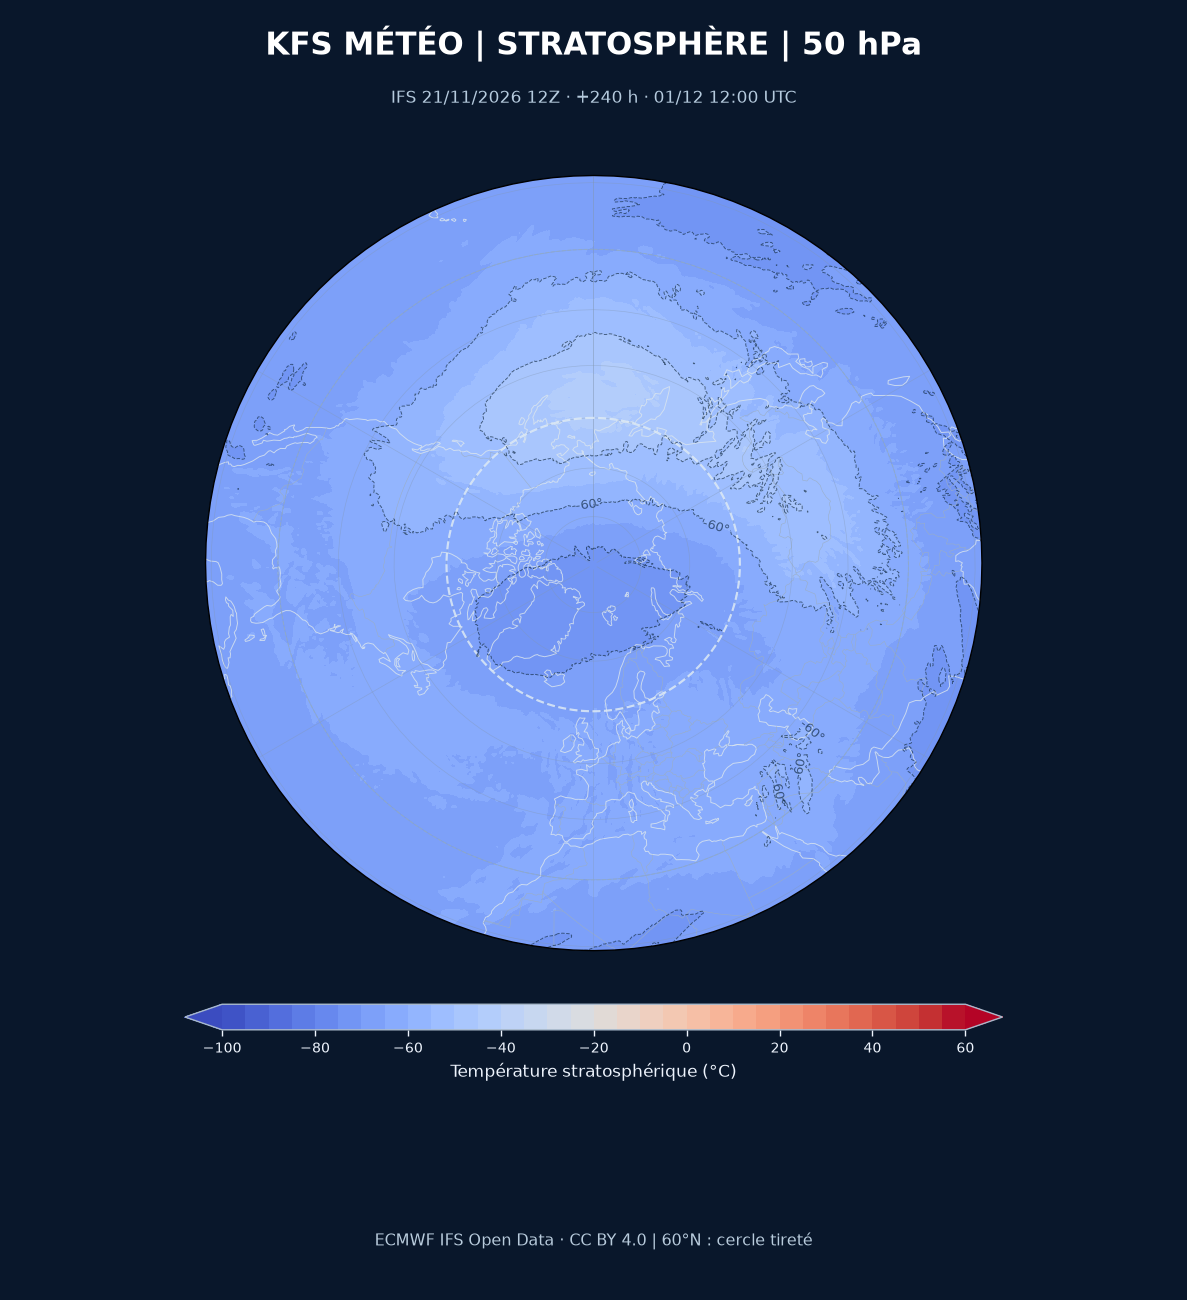 KFS MÉTÉO | STRATOSPHÈRE | 50 hPa
IFS 21/11/2026 12Z · +240 h · 01/12 12:00 UTC
60°
60°
60°
60°
60°
−100 −80 −60 −40 −20 0 20 40 60
Température stratosphérique (°C)
ECMWF IFS Open Data · CC BY 4.0 | 60°N : cercle tireté